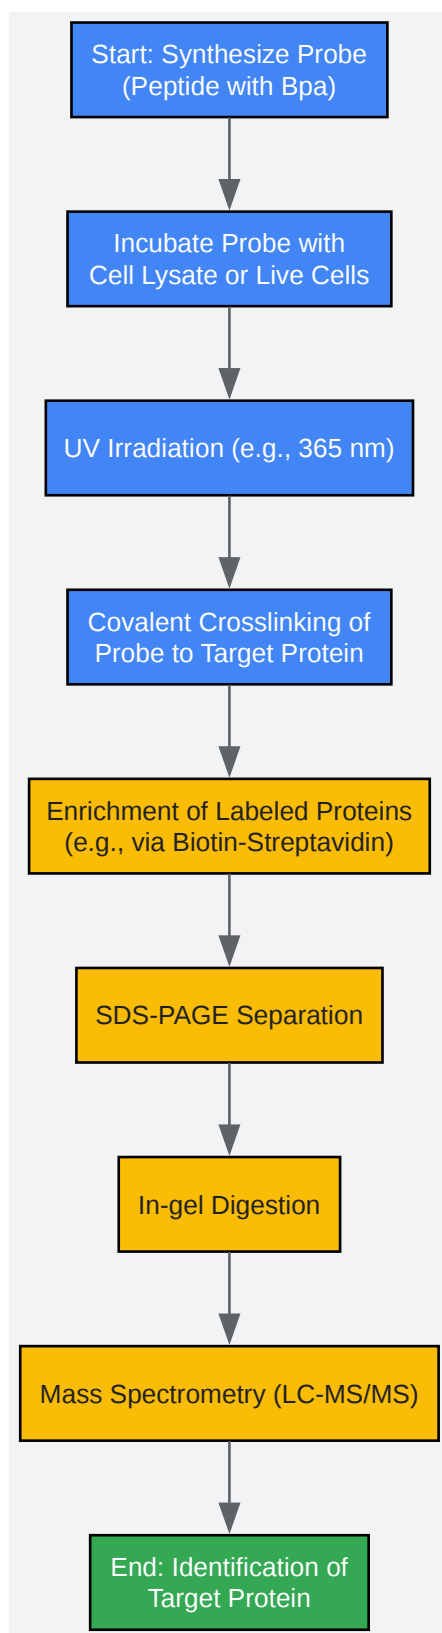 Start: Synthesize Probe
(Peptide with Bpa)
Incubate Probe with
Cell Lysate or Live Cells
UV Irradiation (e.g., 365 nm)
Covalent Crosslinking of
Probe to Target Protein
Enrichment of Labeled Proteins
(e.g., via Biotin-Streptavidin)
SDS-PAGE Separation
In-gel Digestion
Mass Spectrometry (LC-MS/MS)
End: Identification of
Target Protein